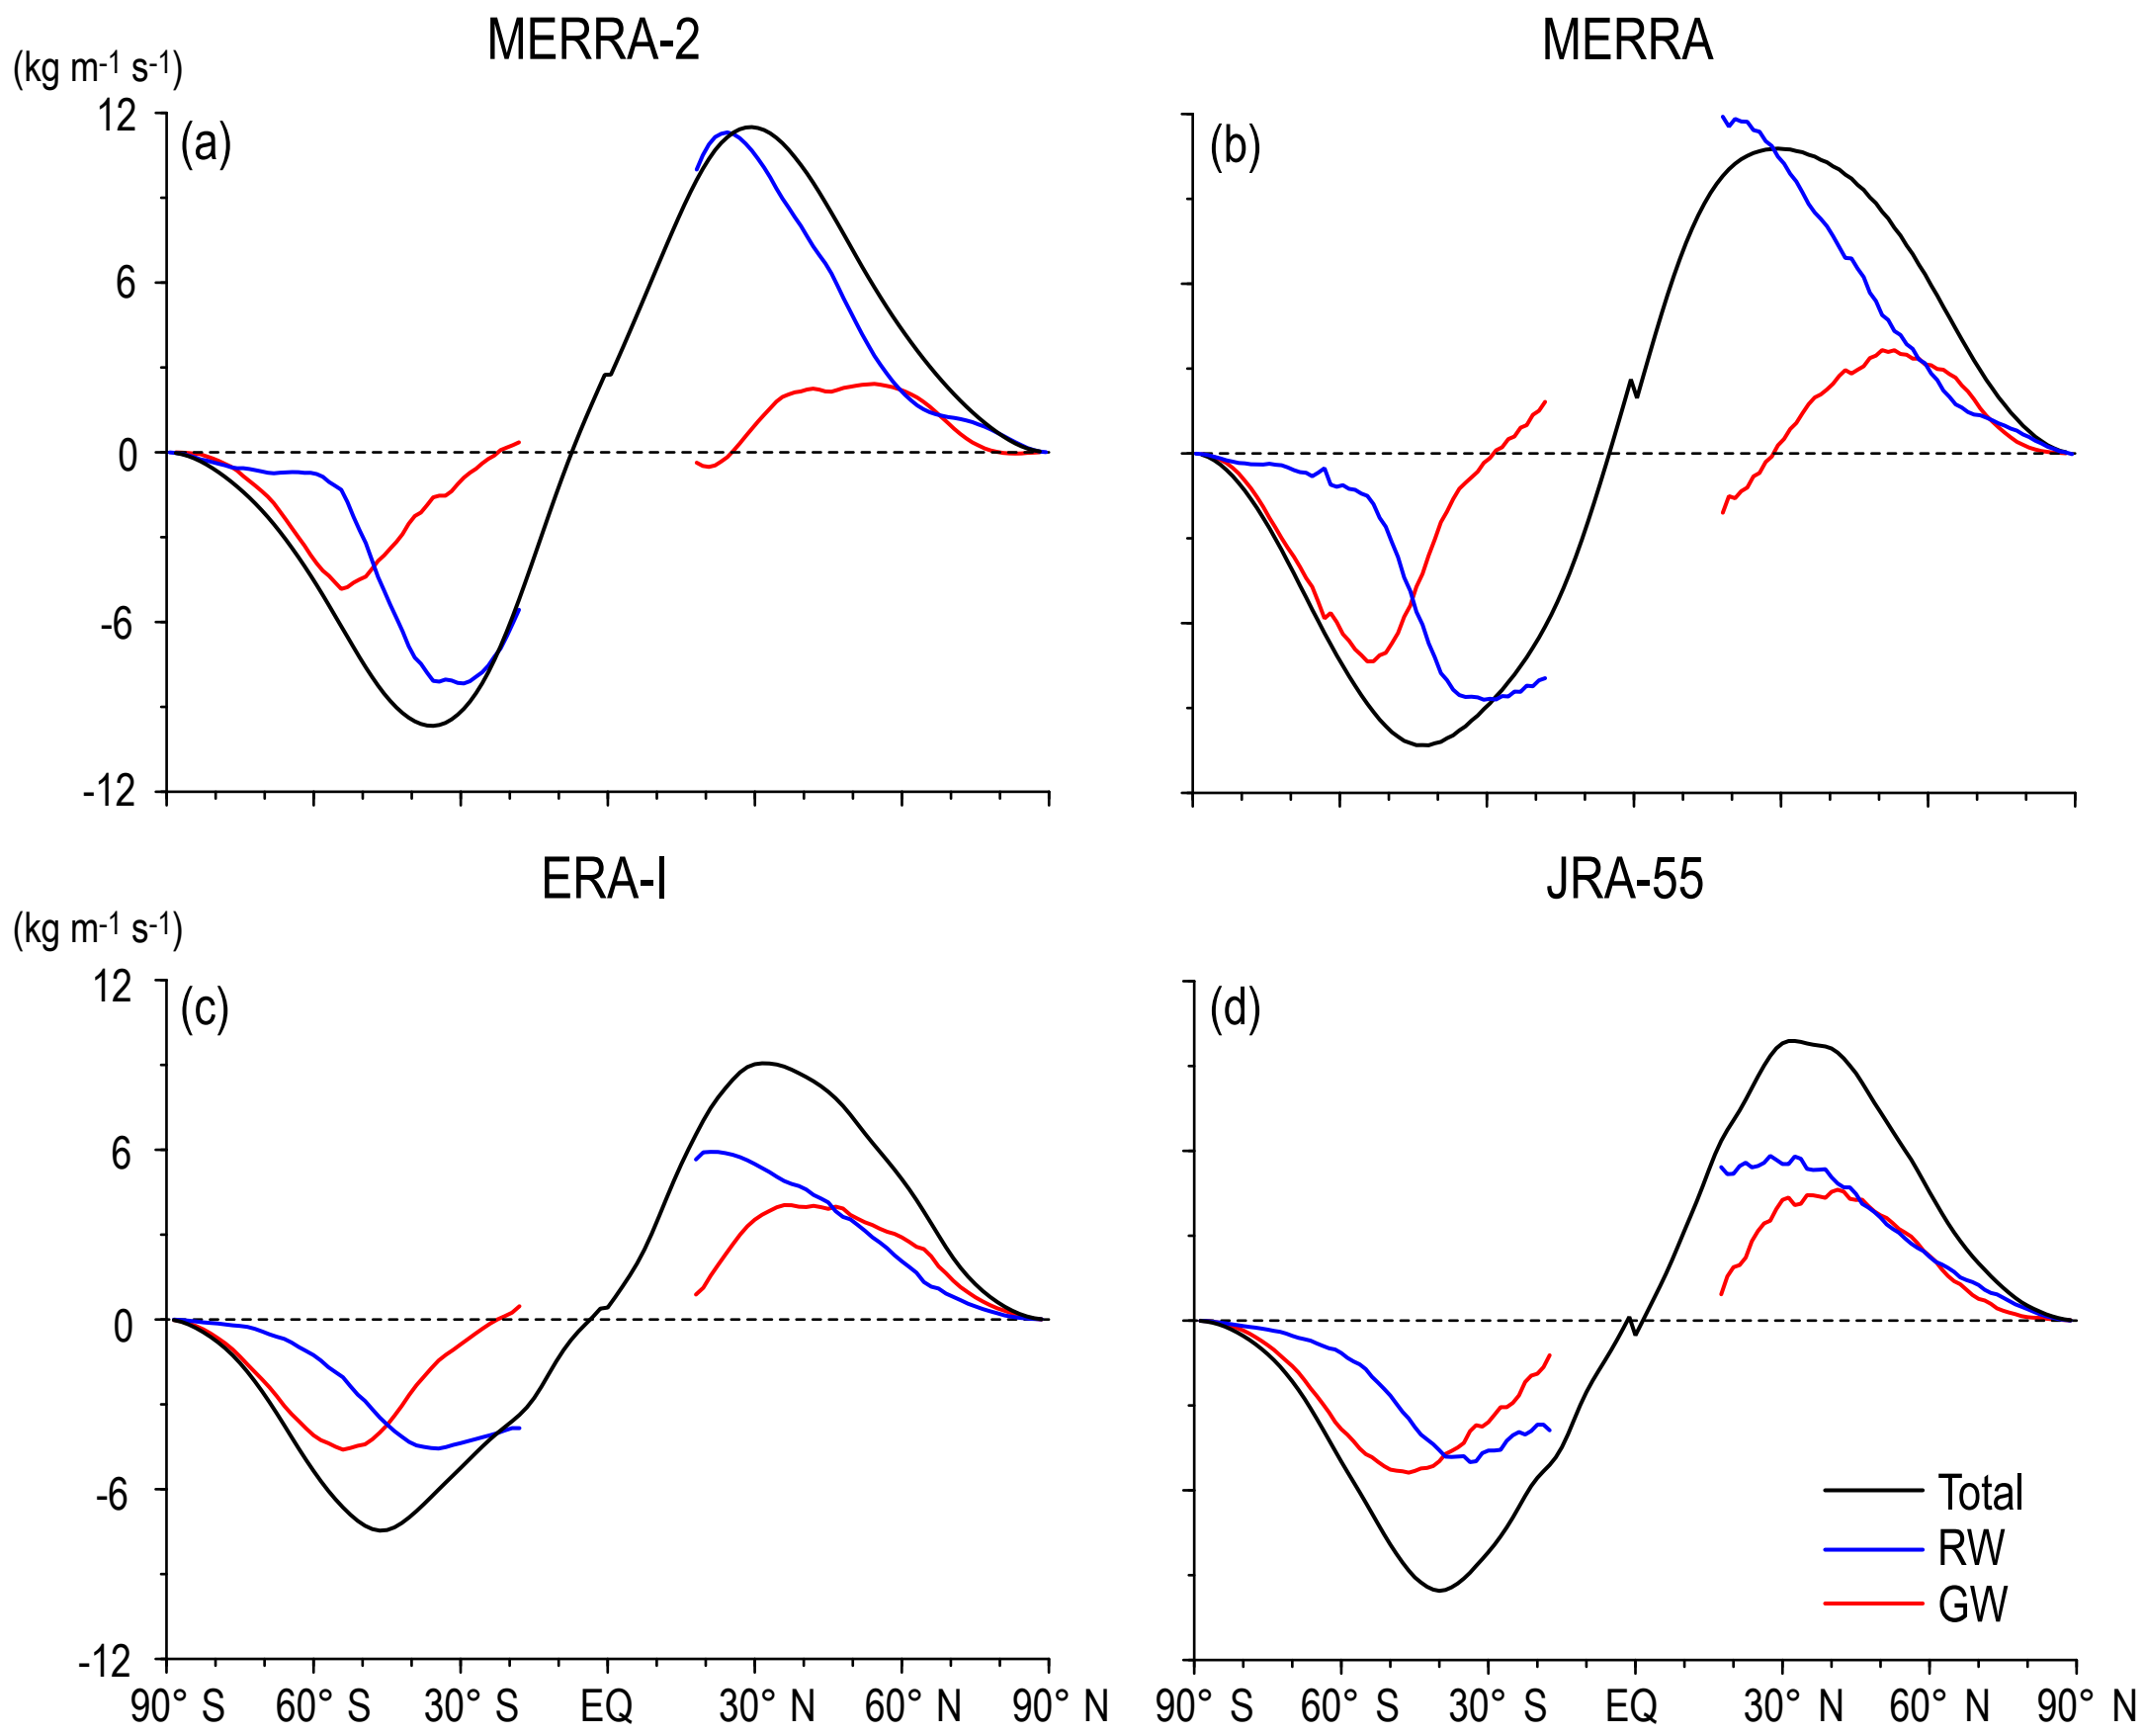 MERRA-2 MERRA
(kg m-1 s-1)
12 (a) (b)
6
0
-6
-12
ERA-I JRA-55
(kg m-1 s-1)
12 (c) (d)
6
0
-6
-12
Total
RW
GW
90° S 60° S 30° S EQ 30° N 60° N 90° N 90° S 60° S 30° S EQ 30° N 60° N 90° N